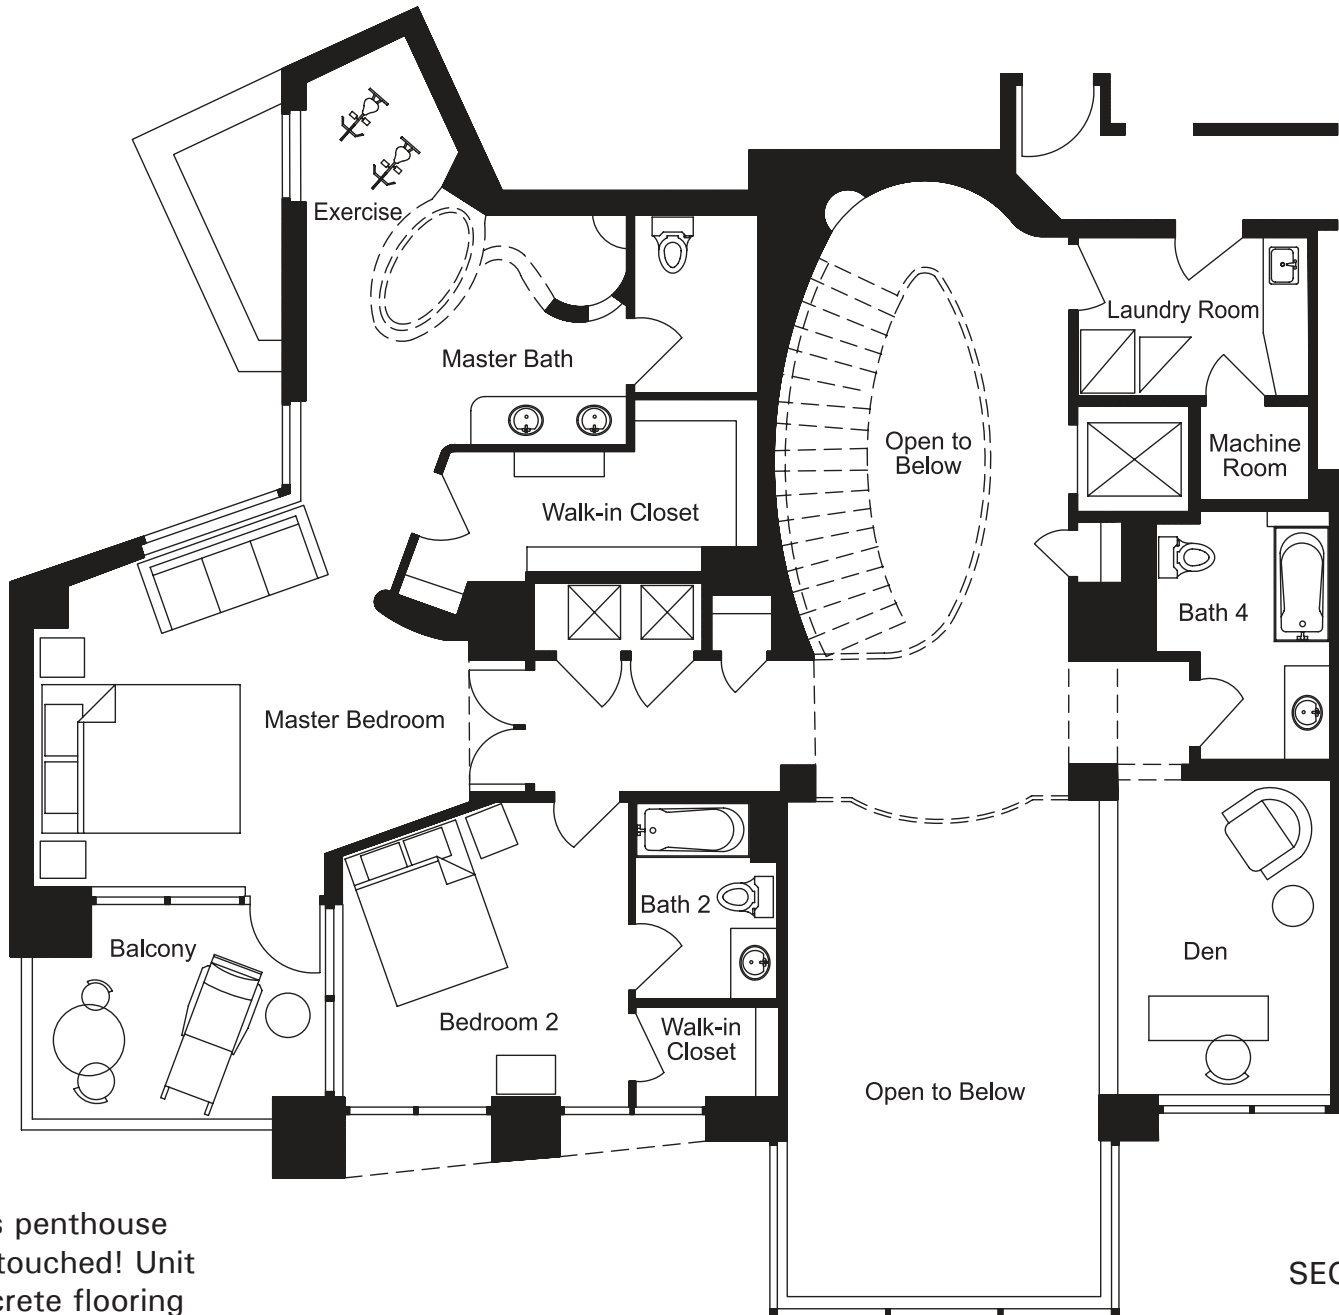 Exercise
Master Bath
Laundry Room
Open to
Below
Machine
Room
Walk-in Closet
Bath 4
Master Bedroom
Bath 2
Balcony
Den
Bedroom 2
Walk-in
Closet
Open to Below
s penthouse
touched! Unit
crete flooring
SEC